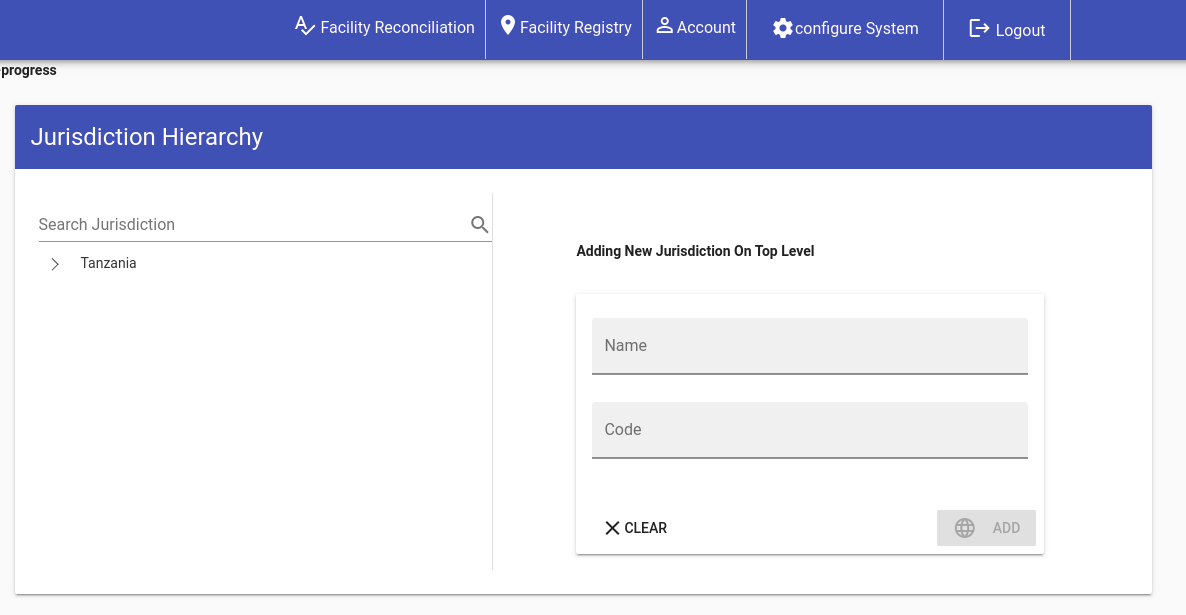 Facility Reconciliation Facility Registry Account configure System Logout
progress
Jurisdiction Hierarchy
Search Jurisdiction
Tanzania
Adding New Jurisdiction On Top Level
Name
Code
CLEAR ADD